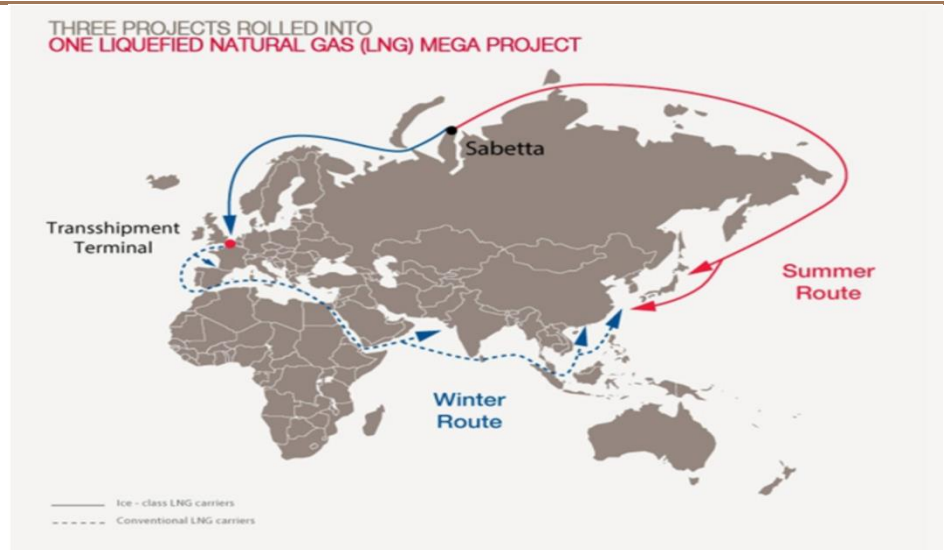 THREE PROJECTS ROLLED INTO
ONE LIQUEFIED NATURAL GAS (LNG) MEGA PROJECT
Sabetta
Transshipment
Terminal
Summer
Route
Winter
Route
Ice - class LNG carriers
Conventional LNG carriers